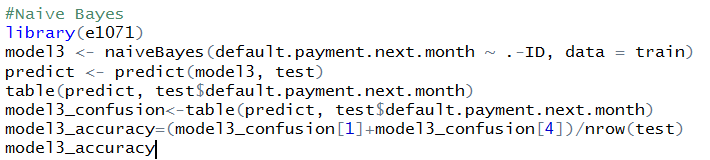 #Naive Bayes
library(e1071)
model3 <- naiveBayes(default.payment.next.month ~ .-ID, data = train)
predict <- predict(model3, test)
table(predict, test$default.payment.next.month)
model3_confusion<-table(predict, test$default.payment.next.month)
model3_accuracy=(model3_confusion[1]+model3_confusion[4])/nrow(test)
model3_accuracy